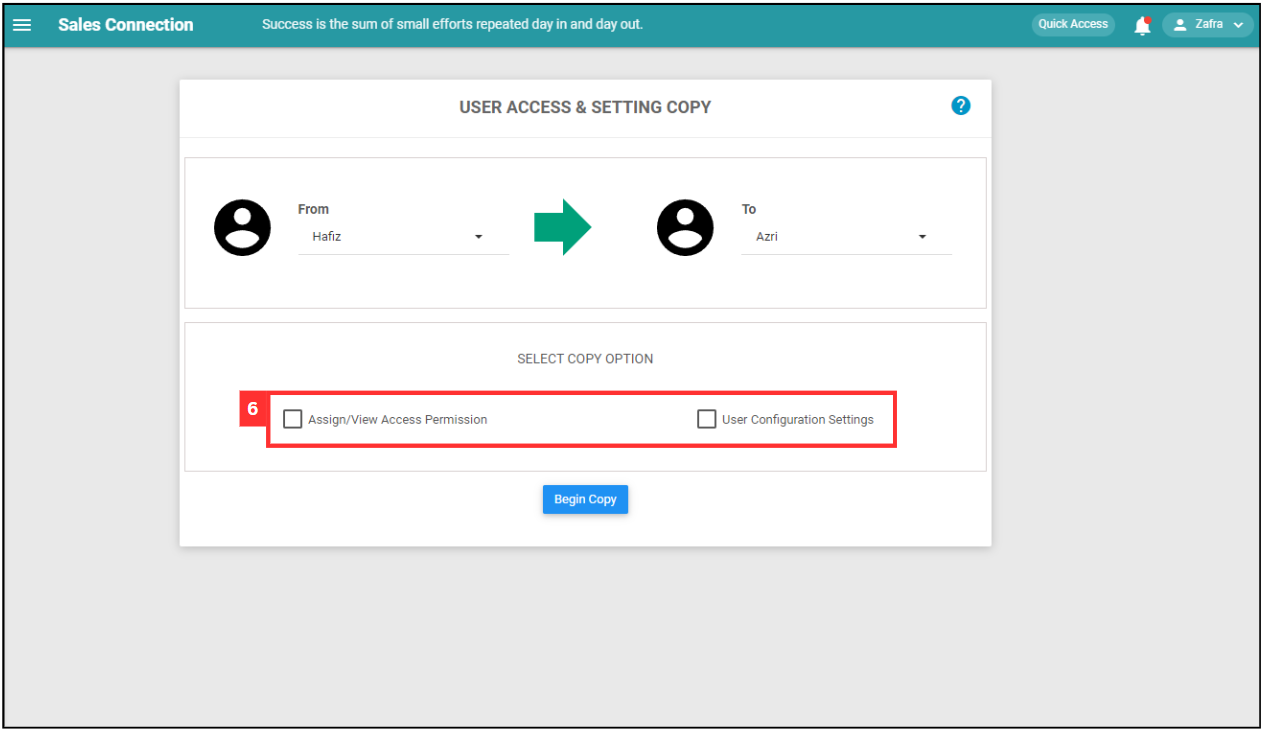 Sales Connection Success is the sum of small efforts repeated day in and day out. Quick Access Zafra
USER ACCESS & SETTING COPY ?
From To
Hafiz Azri
SELECT COPY OPTION
6 Assign/View Access Permission User Configuration Settings
Begin Copy